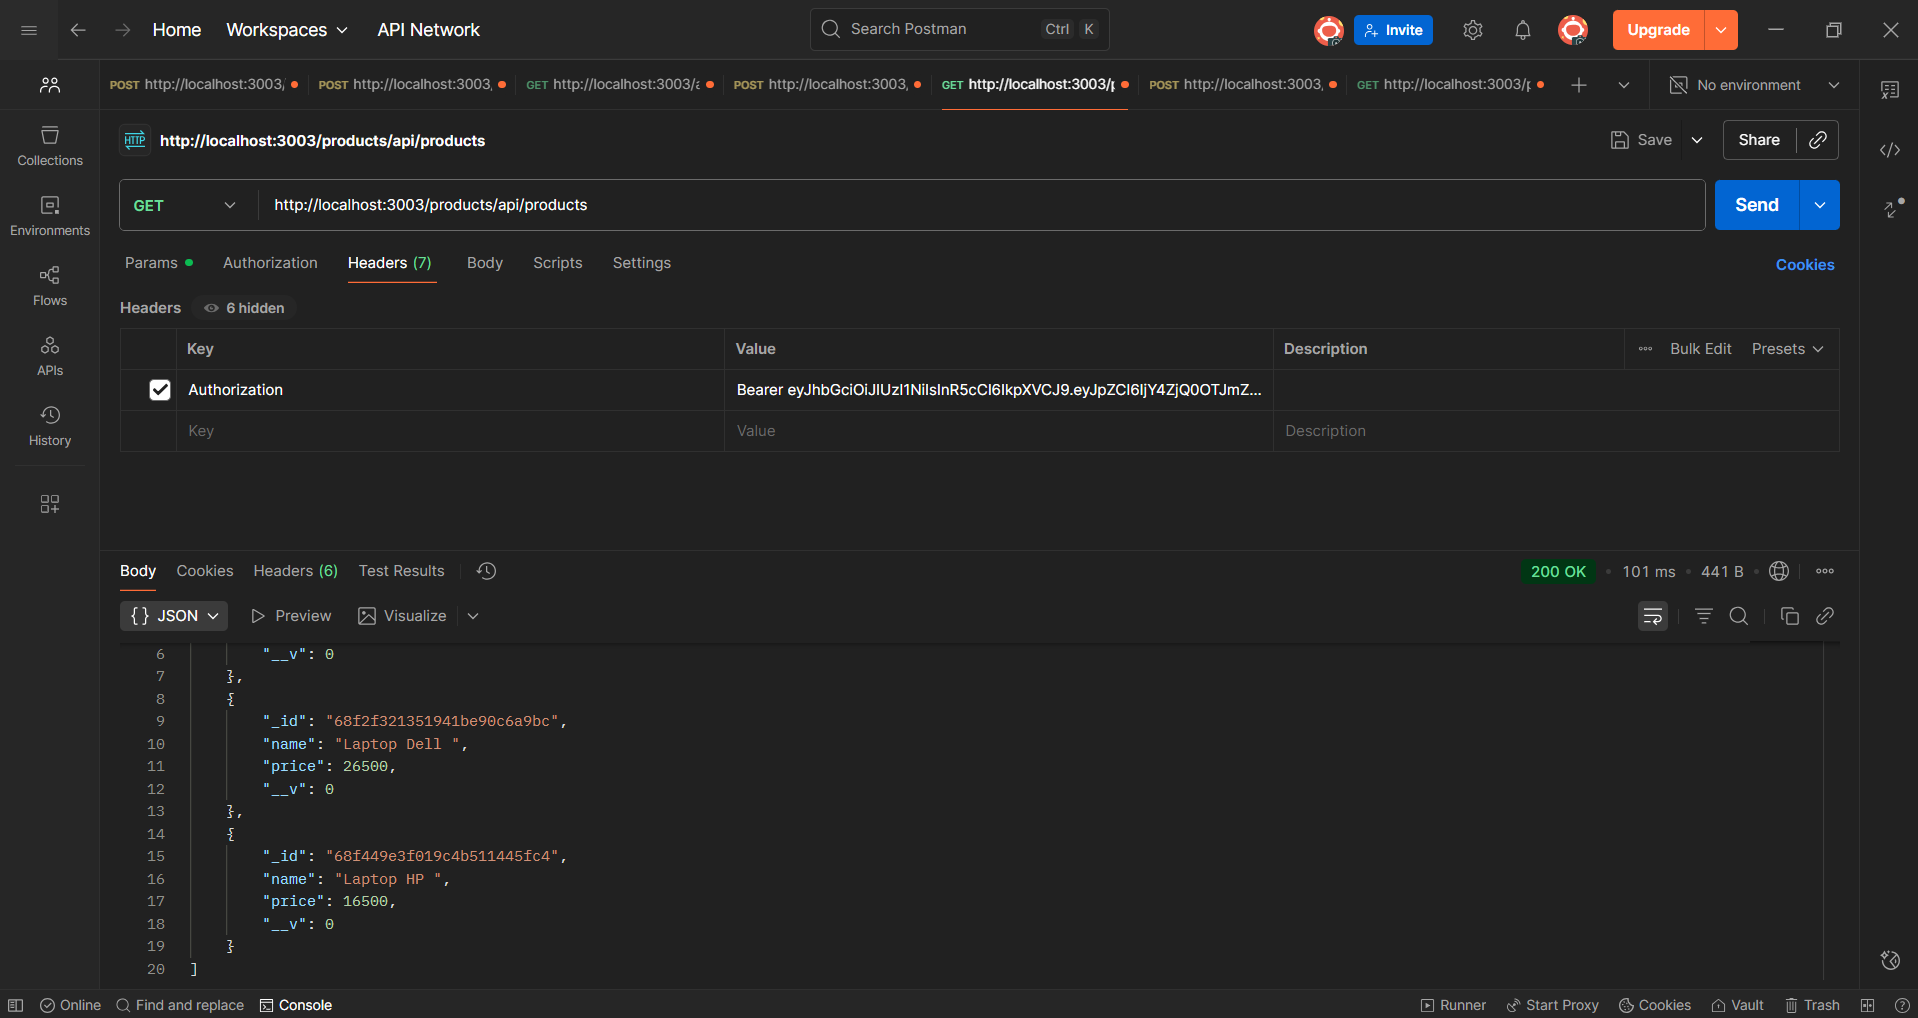 Home Workspaces API Network Search Postman Ctrl K Invite Upgrade
POST http://localhost:3003/ POST http://localhost:3003, GET http://localhost:3003/a POST http://localhost:3003, GET http://localhost:3003/p POST http://localhost:3003, GET http://localhost:3003/p No environment
HTTP http://localhost:3003/products/api/products Save Share
GET http://localhost:3003/products/api/products Send
Params Authorization Headers (7) Body Scripts Settings Cookies
Headers 6 hidden
Key Value Description Bulk Edit Presets
Authorization Bearer eyJhbGciOiJIUzI1NiIsInR5cCI6IkpXVCJ9.eyJpZCI6IjY4ZjQ0OTJmZ...
Key Value Description
Collections
Environments
Flows
APIs
History
Body Cookies Headers (6) Test Results 200 OK 101 ms 441 B
{} JSON Preview Visualize
6 "__v": 0
7 },
8 {
9 "_id": "68f2f321351941be90c6a9bc",
10 "name": "Laptop Dell ",
11 "price": 26500,
12 "__v": 0
13 },
14 {
15 "_id": "68f449e3f019c4b511445fc4",
16 "name": "Laptop HP ",
17 "price": 16500,
18 "__v": 0
19 }
20 ]
Online Find and replace Console Runner Start Proxy Cookies Vault Trash